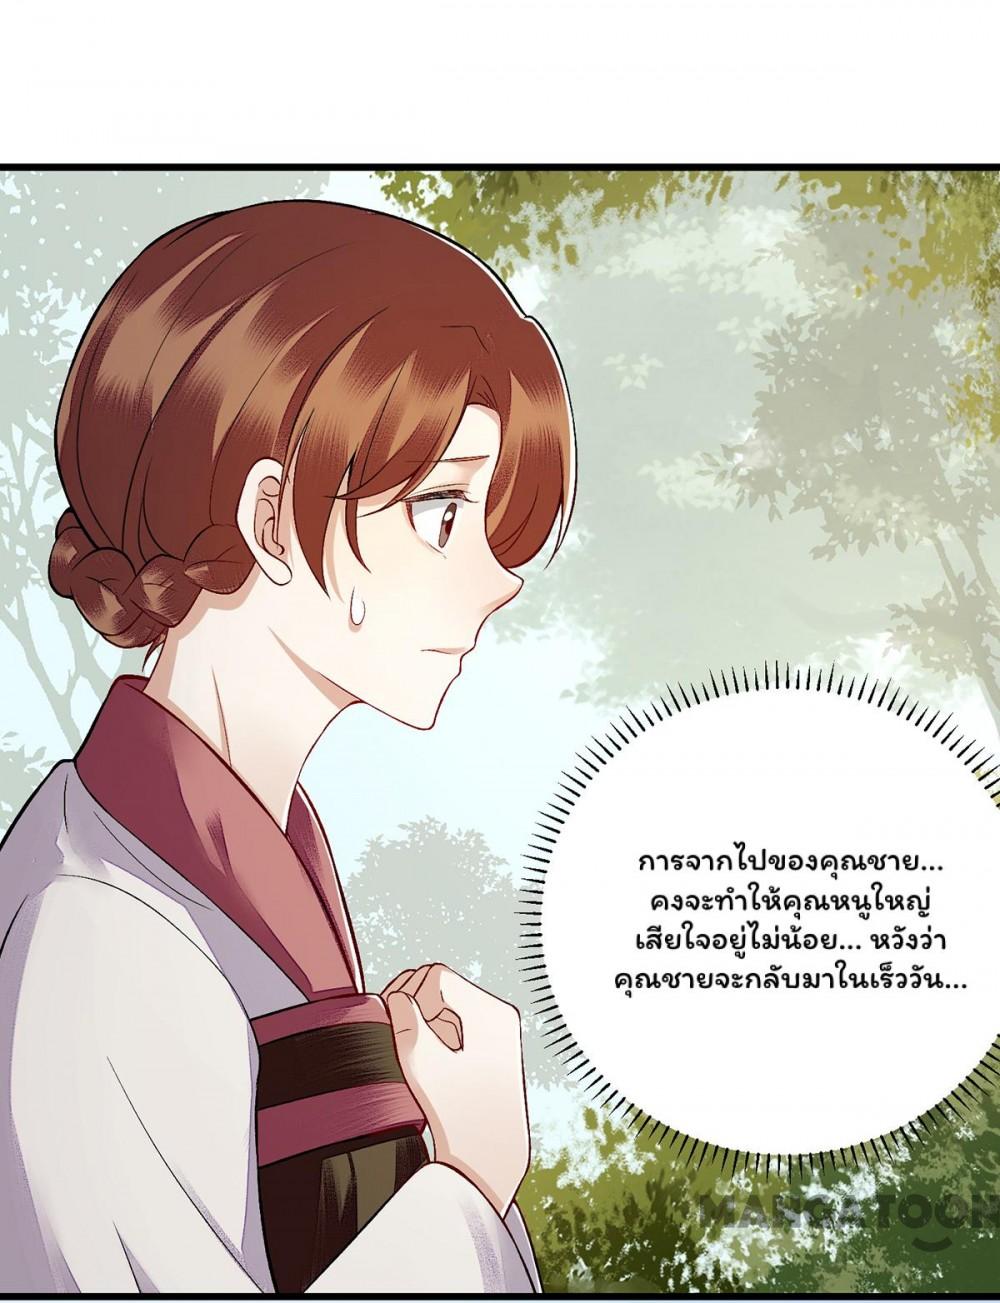 การจากไปของคุณชาย...
คงจะทำให้คุณหนูใหญ่
เสียใจอยู่ไม่น้อย... หวังว่า
คุณชายจะกลับมาในเร็ววัน...
MANGATOON